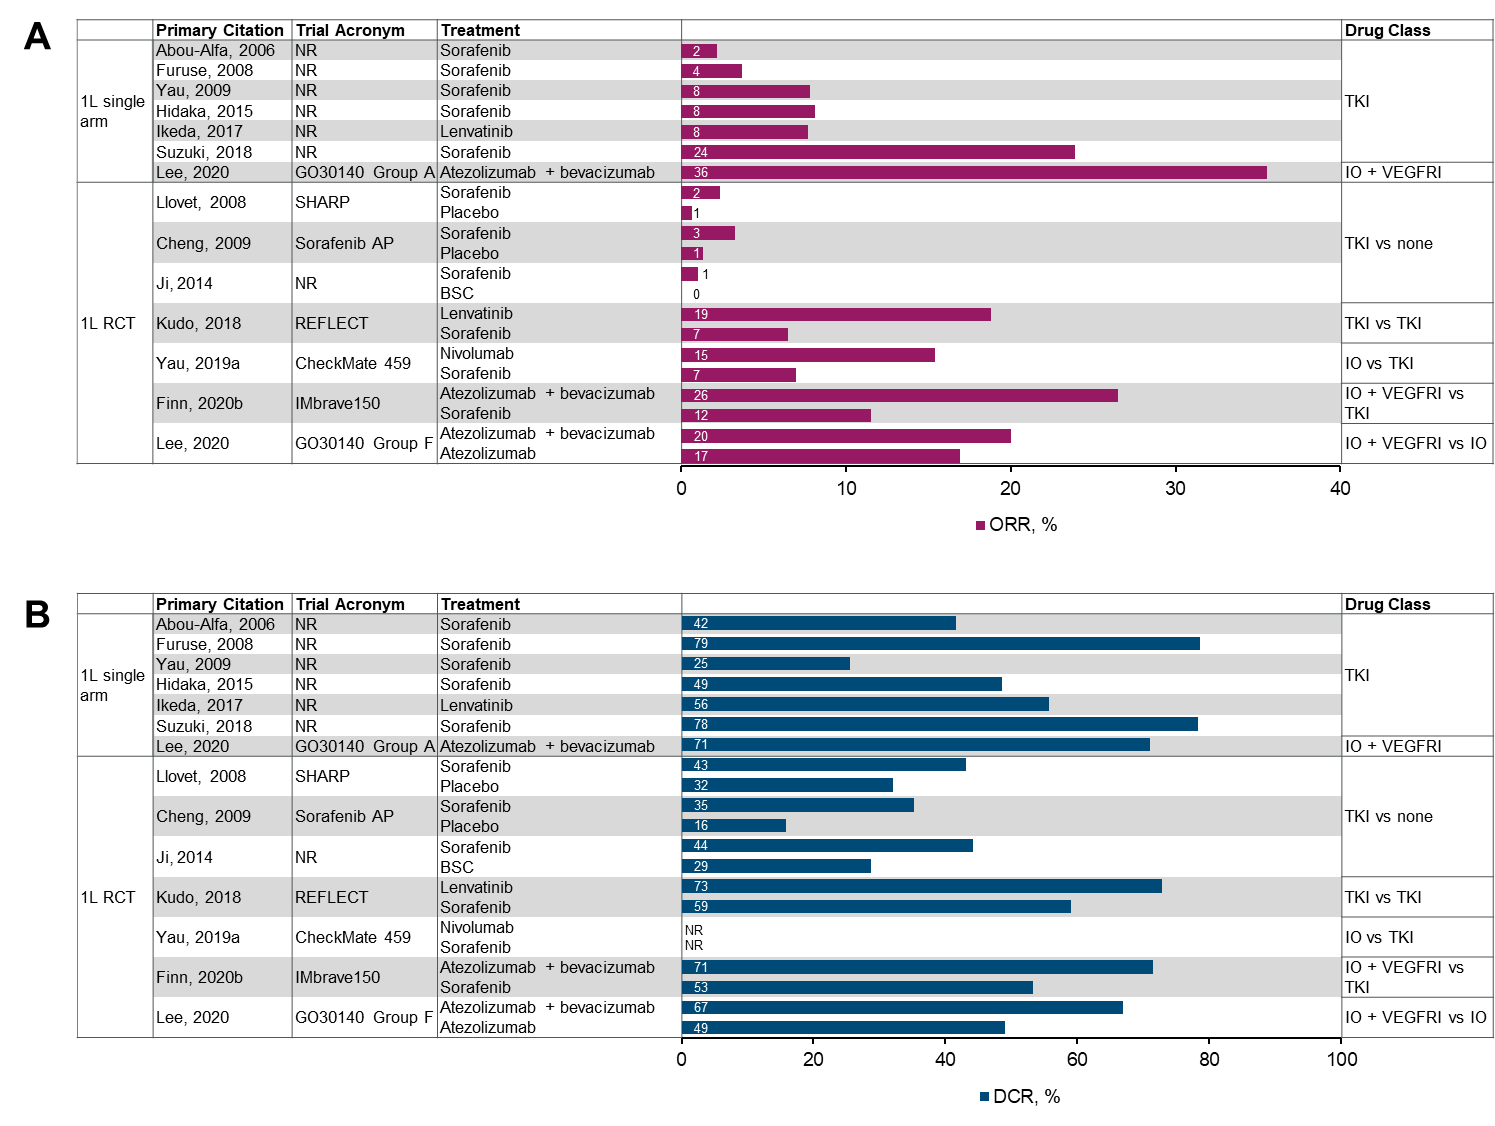 A
Primary Citation Trial Acronym Treatment Drug Class
1L single arm
Abou-Alfa, 2006 NR Sorafenib 2
Furuse, 2008 NR Sorafenib 4
Yau, 2009 NR Sorafenib 8
Hidaka, 2015 NR Sorafenib 8
Ikeda, 2017 NR Lenvatinib 8
Suzuki, 2018 NR Sorafenib 24
TKI
Lee, 2020 GO30140 Group A Atezolizumab + bevacizumab 36 IO + VEGFRI
1L RCT
Llovet, 2008 SHARP
Sorafenib 2
Placebo 1
Cheng, 2009 Sorafenib AP
Sorafenib 3
Placebo 1
Ji, 2014 NR
Sorafenib 1
BSC 0
TKI vs none
Kudo, 2018 REFLECT
Lenvatinib 19
Sorafenib 7
TKI vs TKI
Yau, 2019a CheckMate 459
Nivolumab 15
Sorafenib 7
IO vs TKI
Finn, 2020b IMbrave150
Atezolizumab + bevacizumab 26
Sorafenib 12
IO + VEGFRI vs
TKI
Lee, 2020 GO30140 Group F
Atezolizumab + bevacizumab 20
Atezolizumab 17
IO + VEGFRI vs IO
0 10 20 30 40
ORR, %
B
Primary Citation Trial Acronym Treatment Drug Class
1L single arm
Abou-Alfa, 2006 NR Sorafenib 42
Furuse, 2008 NR Sorafenib 79
Yau, 2009 NR Sorafenib 25
Hidaka, 2015 NR Sorafenib 49
Ikeda, 2017 NR Lenvatinib 56
Suzuki, 2018 NR Sorafenib 78
TKI
Lee, 2020 GO30140 Group A Atezolizumab + bevacizumab 71 IO + VEGFRI
1L RCT
Llovet, 2008 SHARP
Sorafenib 43
Placebo 32
Cheng, 2009 Sorafenib AP
Sorafenib 35
Placebo 16
Ji, 2014 NR
Sorafenib 44
BSC 29
TKI vs none
Kudo, 2018 REFLECT
Lenvatinib 73
Sorafenib 59
TKI vs TKI
Yau, 2019a CheckMate 459
Nivolumab NR
Sorafenib NR
IO vs TKI
Finn, 2020b IMbrave150
Atezolizumab + bevacizumab 71
Sorafenib 53
IO + VEGFRI vs
TKI
Lee, 2020 GO30140 Group F
Atezolizumab + bevacizumab 67
Atezolizumab 49
IO + VEGFRI vs IO
0 20 40 60 80 100
DCR, %